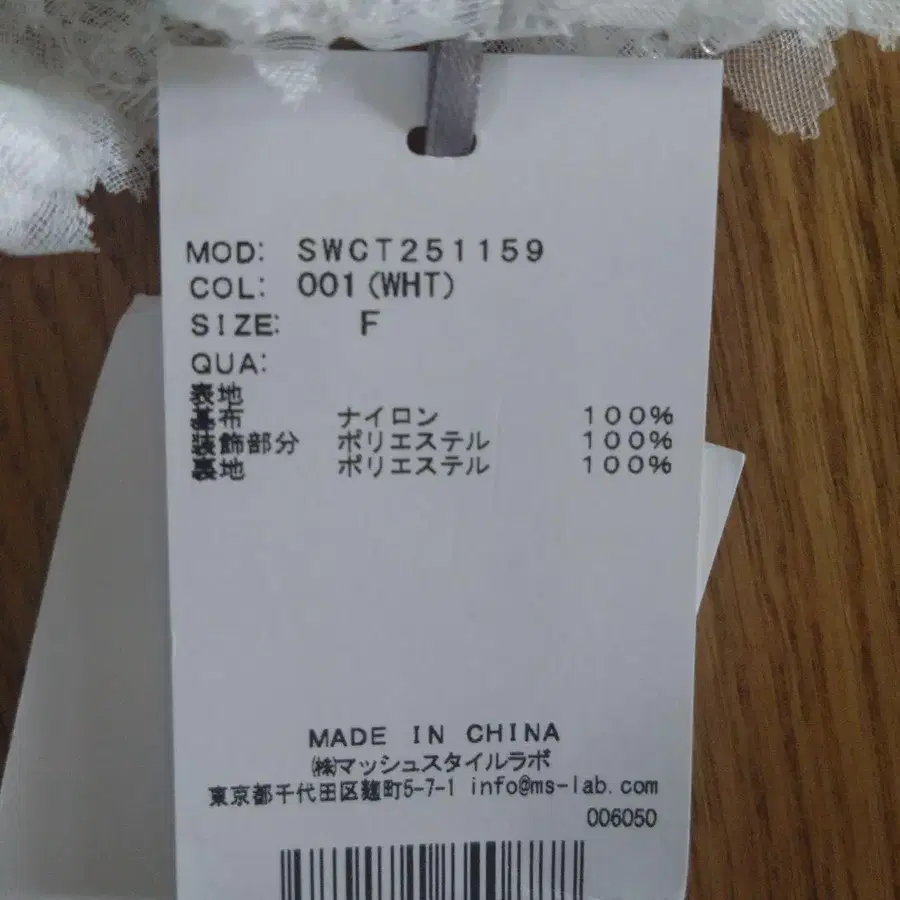 MOD: SWCT251159
COL: 001(WHT)
SIZE: F
QUA:
表地
基布 ナイロン 100%
装飾部分 ポリエステル 100%
裏地 ポリエステル 100%
MADE IN CHINA
㈱マッシュスタイルラボ
東京都千代田区麹町5-7-1 info@ms-lab.com
006050